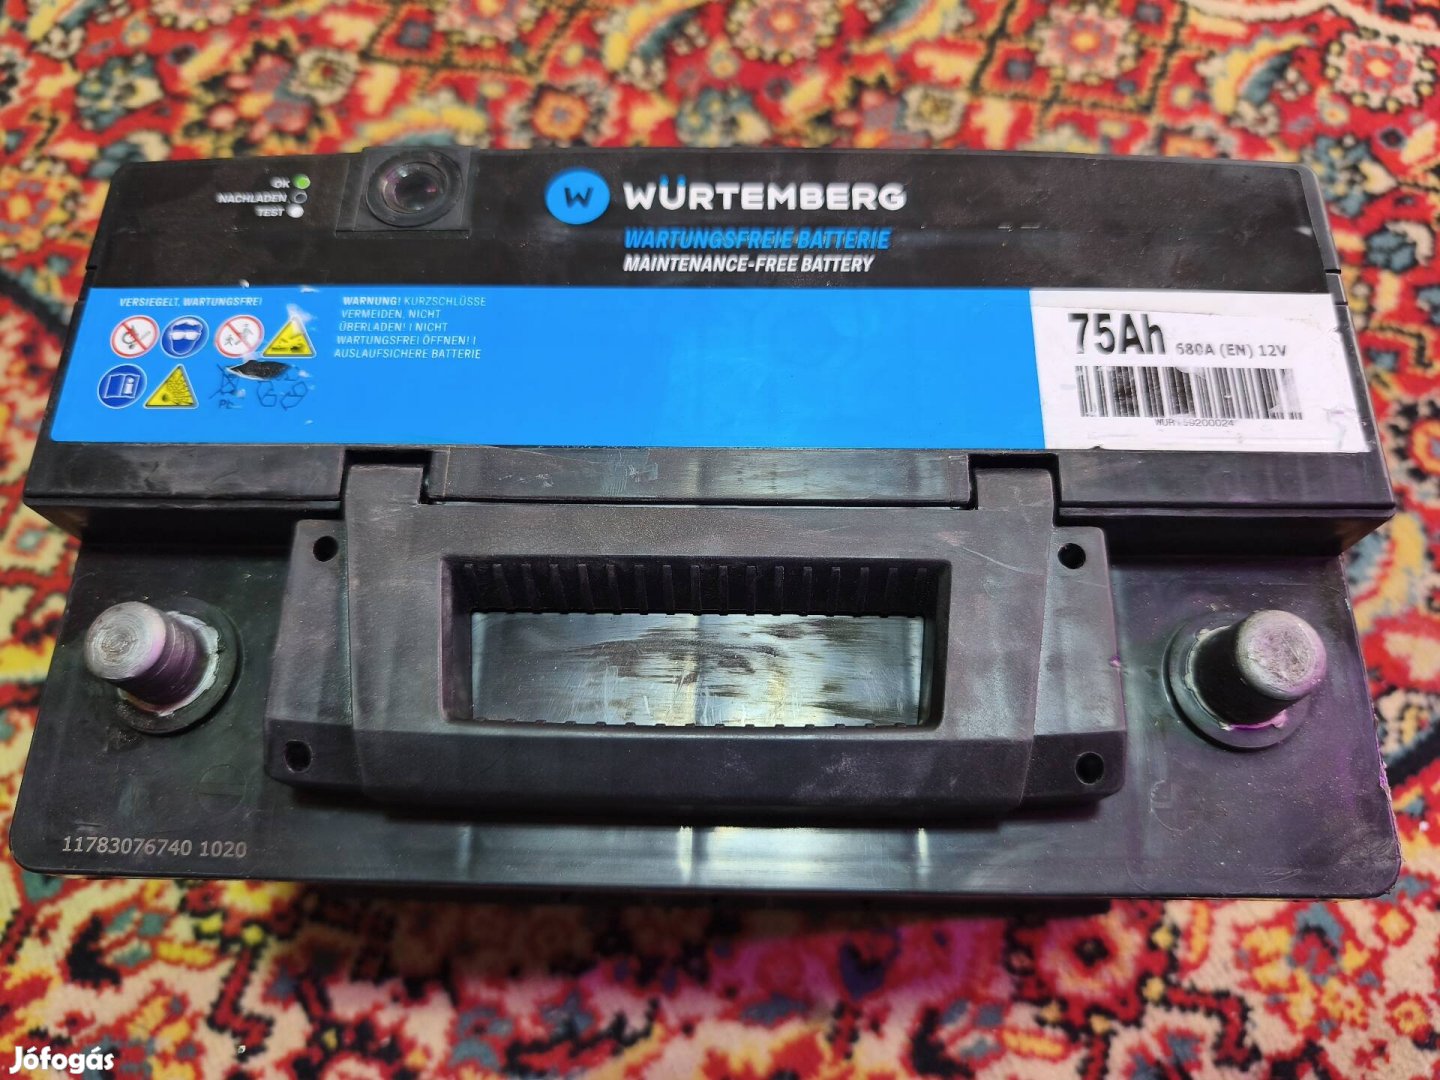 OK
NACHLADEN
TEST
W WÜRTEMBERG
WARTUNGSFREIE BATTERIE
MAINTENANCE-FREE BATTERY
VERSIEGELT, WARTUNGSFREI
WARNUNG! KURZSCHLÜSSE
VERMEIDEN, NICHT
ÜBERLADEN! I NICHT
WARTUNGSFREI ÖFFNEN! I
AUSLAUFSICHERE BATTERIE
Pb
75Ah 680A (EN) 12V
11783076740 1020
Jófogás